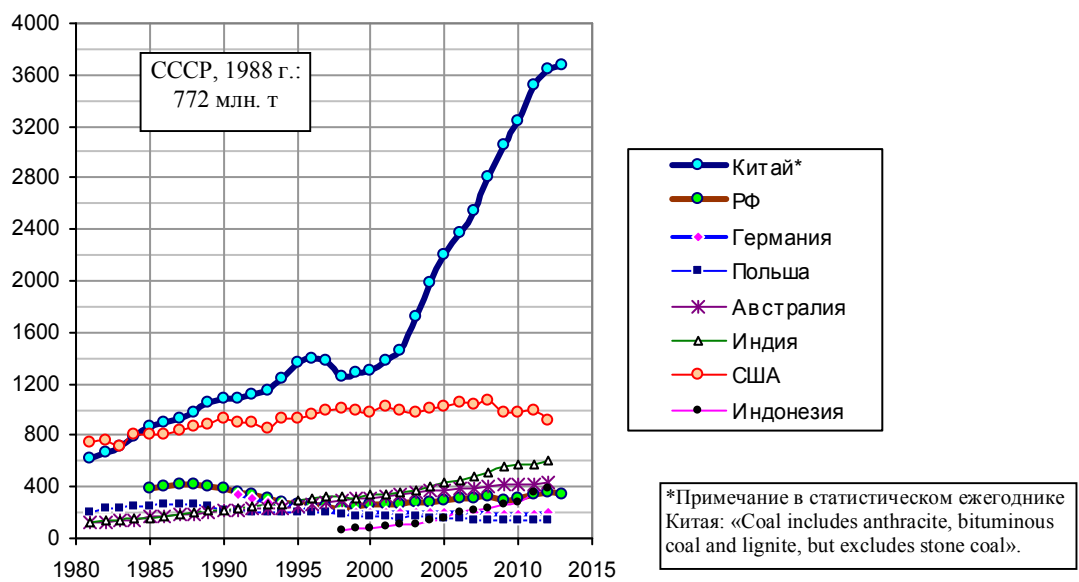 4000
3600
3200
2800
2400
2000
1600
1200
800
400
0
1980 1985 1990 1995 2000 2005 2010 2015
СССР, 1988 г.:
772 млн. т
Китай*
РФ
Германия
Польша
Австралия
Индия
США
Индонезия
*Примечание в статистическом ежегоднике
Китая: «Coal includes anthracite, bituminous
coal and lignite, but excludes stone coal».